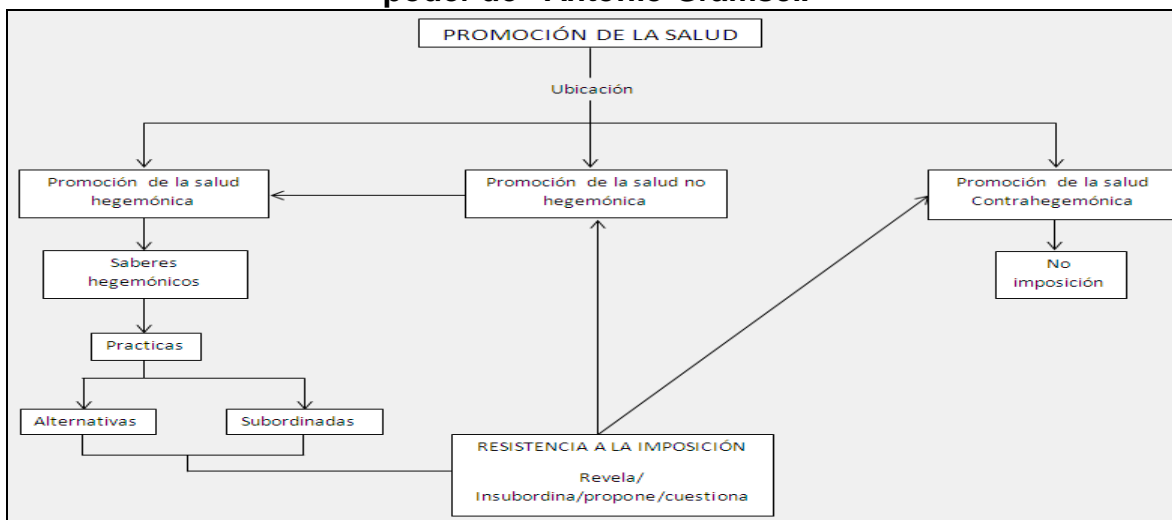 poder de "Antonio Gramsci"
PROMOCIÓN DE LA SALUD
Ubicación
Promoción de la salud
hegemónica
Promoción de la salud no
hegemónica
Promoción de la salud
Contrahegemónica
Saberes
hegemónicos
No
imposición
Practicas
Alternativas
Subordinadas
RESISTENCIA A LA IMPOSICIÓN
Revela/
Insubordina/propone/cuestiona